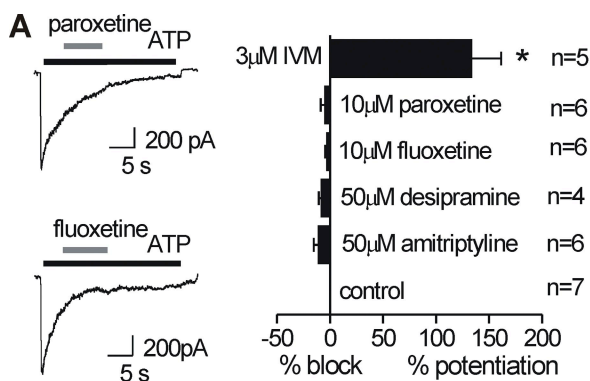 A
paroxetine
ATP
200 pA
5 s
fluoxetine
ATP
200pA
5 s
3μM IVM * n=5
10μM paroxetine n=6
10μM fluoxetine n=6
50μM desipramine n=4
50μM amitriptyline n=6
control n=7
-50 0 50 100 150 200
% block % potentiation